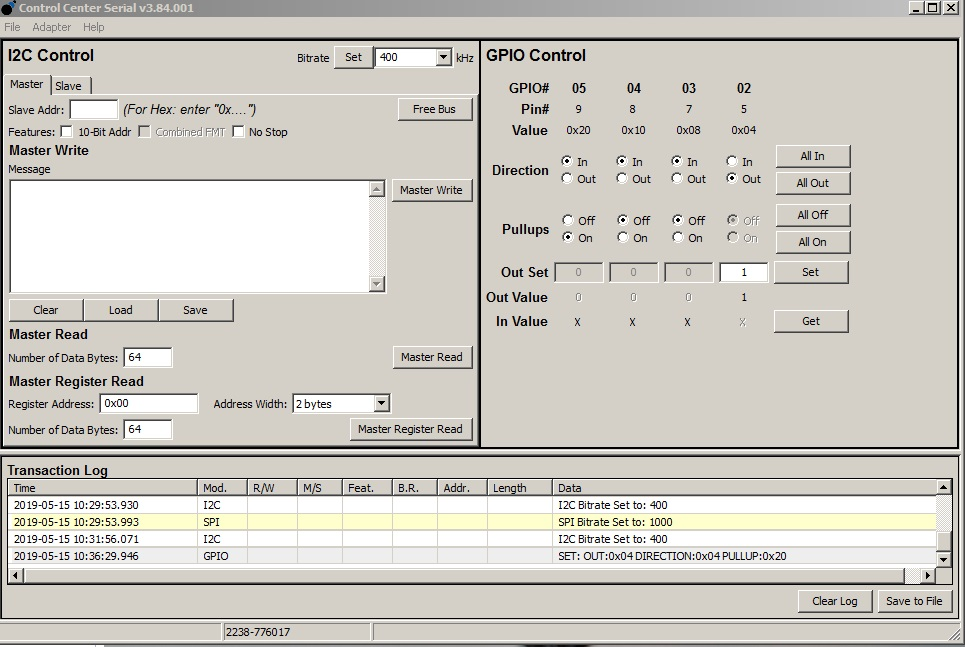 Control Center Serial v3.84.001
File Adapter Help
I2C Control
Bitrate Set 400 kHz
Master Slave
Slave Addr: (For Hex: enter "0x....") Free Bus
Features: 10-Bit Addr Combined FMT No Stop
Master Write
Message
Master Write
Clear Load Save
Master Read
Number of Data Bytes: 64 Master Read
Master Register Read
Register Address: 0x00 Address Width: 2 bytes
Number of Data Bytes: 64 Master Register Read
GPIO Control
GPIO# 05 04 03 02
Pin# 9 8 7 5
Value 0x20 0x10 0x08 0x04
Direction
In In In In All In
Out Out Out Out All Out
Pullups
Off Off Off Off All Off
On On On On All On
Out Set 0 0 0 1 Set
Out Value 0 0 0 1
In Value X X X X Get
Transaction Log
Time Mod. R/W M/S Feat. B.R. Addr. Length Data
2019-05-15 10:29:53.930 I2C I2C Bitrate Set to: 400
2019-05-15 10:29:53.993 SPI SPI Bitrate Set to: 1000
2019-05-15 10:31:56.071 I2C I2C Bitrate Set to: 400
2019-05-15 10:36:29.946 GPIO SET: OUT:0x04 DIRECTION:0x04 PULLUP:0x20
Clear Log Save to File
2238-776017